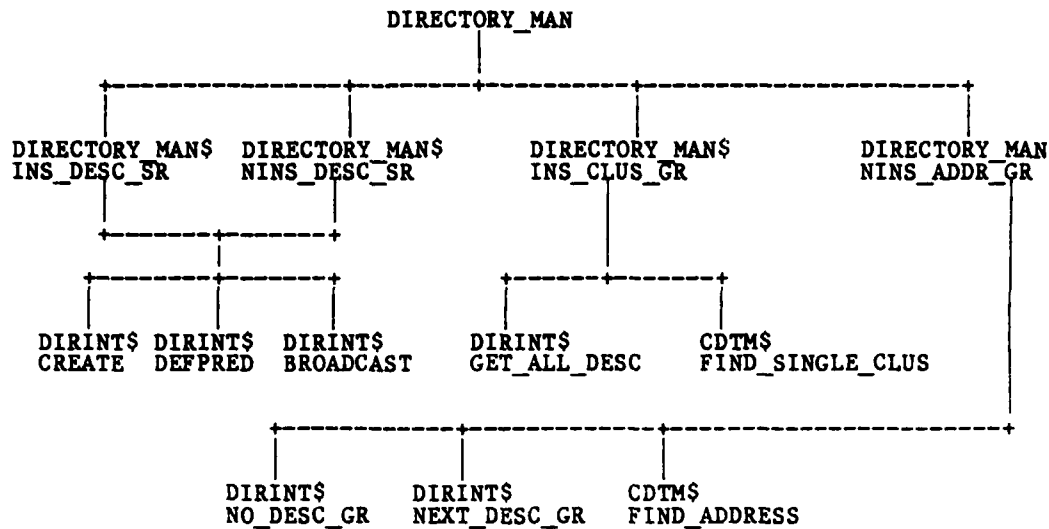 DIRECTORY_MAN
DIRECTORY_MAN$ DIRECTORY_MAN$ DIRECTORY_MAN$ DIRECTORY_MAN
INS_DESC_SR NINS_DESC_SR INS_CLUS_GR NINS_ADDR_GR
DIRINT$ DIRINT$ DIRINT$ DIRINT$ CDTM$
CREATE DEFPRED BROADCAST GET_ALL_DESC FIND_SINGLE_CLUS
DIRINT$ DIRINT$ CDTM$
NO_DESC_GR NEXT_DESC_GR FIND_ADDRESS